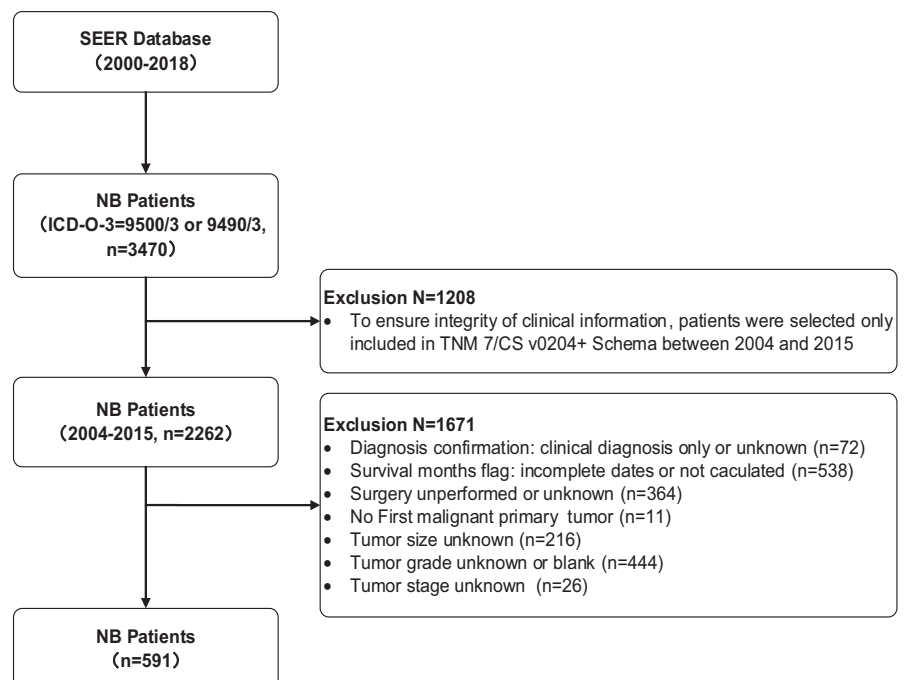 SEER Database
（2000-2018）
NB Patients
（ICD-O-3=9500/3 or 9490/3,
n=3470）
Exclusion N=1208
• To ensure integrity of clinical information, patients were selected only
included in TNM 7/CS v0204+ Schema between 2004 and 2015
NB Patients
(2004-2015, n=2262）
Exclusion N=1671
• Diagnosis confirmation: clinical diagnosis only or unknown (n=72)
• Survival months flag: incomplete dates or not caculated (n=538)
• Surgery unperformed or unknown (n=364)
• No First malignant primary tumor (n=11)
• Tumor size unknown (n=216)
• Tumor grade unknown or blank (n=444)
• Tumor stage unknown (n=26)
NB Patients
（n=591）